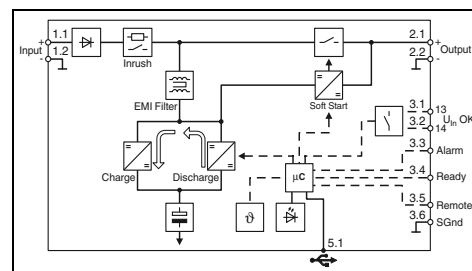 1.1
2.1
+
+
Input
Output
1.2
2.2
-
-
Inrush
EMI Filter
Soft Start
3.1
13
U_In OK
3.2
14
3.3
Alarm
Charge
Discharge
µC
3.4
Ready
3.5
Remote
ϑ
3.6
SGnd
5.1